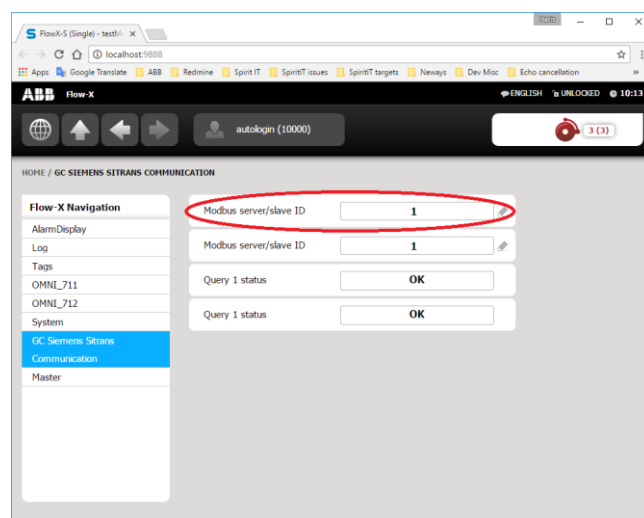 FlowX-S (Single) - testM
localhost:9888
Apps Google Translate ABB Redmine Spirit IT SpiritIT issues SpiritIT targets Neways Dev Misc Echo cancellation »
ABB Flow-X ENGLISH UNLOCKED 10:13
autologin (10000) 3 (3)
HOME / GC SIEMENS SITRANS COMMUNICATION
Flow-X Navigation
AlarmDisplay
Log
Tags
OMNI_711
OMNI_712
System
GC Siemens Sitrans
Communication
Master
Modbus server/slave ID 1
Modbus server/slave ID 1
Query 1 status OK
Query 1 status OK